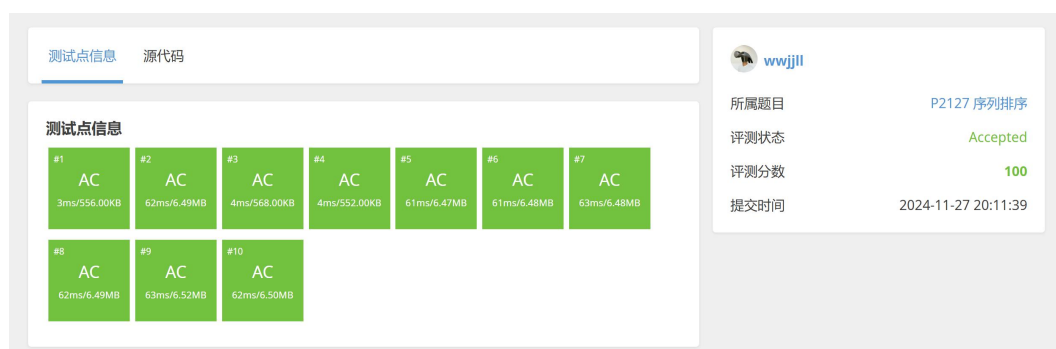 测试点信息 源代码
测试点信息
#1 #2 #3 #4 #5 #6 #7
AC AC AC AC AC AC AC
3ms/556.00KB 62ms/6.49MB 4ms/568.00KB 4ms/552.00KB 61ms/6.47MB 61ms/6.48MB 63ms/6.48MB
#8 #9 #10
AC AC AC
62ms/6.49MB 63ms/6.52MB 62ms/6.50MB
wwjjll
所属题目 P2127 序列排序
评测状态 Accepted
评测分数 100
提交时间 2024-11-27 20:11:39